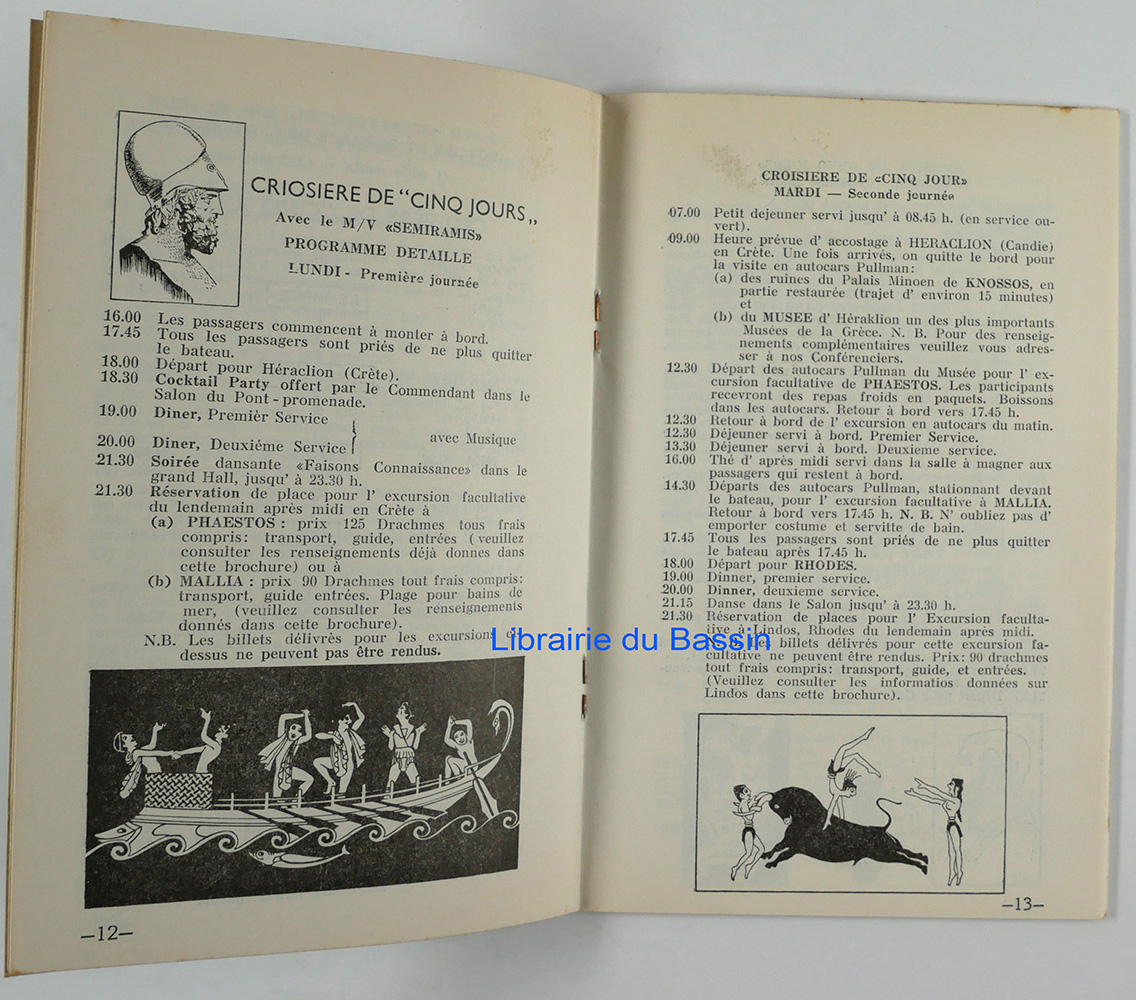 CRIOSIERE DE "CINQ JOURS„
Avec le M/V «SEMIRAMIS»
PROGRAMME DETAILLE
LUNDI - Première journée
16.00 Les passagers commencent à monter à bord.
17.45 Tous les passagers sont priés de ne plus quitter
le bateau.
18.00 Départ pour Héraclion (Crète).
18.30 Cocktail Party offert par le Commendant dans le
Salon du Pont - promenade.
19.00 Diner, Premièr Service
avec Musique
20.00 Diner, Deuxiéme Service
21.30 Soirée dansante «Faisons Connaissance» dans le
grand Hall, jusqu' à 23.30 h.
21.30 Réservation de place pour l' excursion facultative
du lendemain après midi en Crète à
(a) PHAESTOS : prix 125 Drachmes tous frais
compris: transport, guide, entrées (veuillez
consulter les renseignements déjà donnés dans
cette brochure) ou à
(b) MALLIA : prix 90 Drachmes tout frais compris:
transport, guide entrées. Plage pour bains de
mer, (veuillez consulter les renseignements
donnés dans cette brochure).
N.B. Les billets délivrès pour les excursions
dessus ne peuvent pas être rendus.
—12—
CROISIERE DE «CINQ JOUR»
MARDI — Seconde journée
07.00 Petit dejeuner servi jusqu' à 08.45 h. (en service ou-
vert).
09.00 Heure prévue d' accostage à HERACLION (Candie)
en Crète. Une fois arrivés, on quitte le bord pour
la visite en autocars Pullman:
(a) des ruines du Palais Minoen de KNOSSOS, en
partie restaurée (trajet d' environ 15 minutes)
et
(b) du MUSEE d' Héraklion un des plus importants
Musées de la Grèce. N. B. Pour des renseig-
nements complémentaires veuillez vous adres-
ser à nos Conférenciers.
12.30 Départ des autocars Pullman du Musée pour l' ex-
cursion facultative de PHAESTOS. Les participants
recevront des repas froids en paquets. Boissons
dans les autocars. Retour à bord vers 17.45 h.
12.30 Retour à bord de l' excursion en autocars du matin.
12.30 Déjeuner servi à bord. Premier Service.
13.30 Déjeuner servi à bord. Deuxieme service.
16.00 Thé d' après midi servi dans la salle à magner aux
passagers qui restent à bord.
14.30 Départs des autocars Pullman, stationnant devant
le bateau, pour l' excursion facultative à MALLIA.
Retour à bord vers 17.45 h. N. B. N' oubliez pas d'
emporter costume et servitte de bain.
17.45 Tous les passagers sont priés de ne plus quitter
le bateau après 17.45 h.
18.00 Départ pour RHODES.
19.00 Dinner, premier service.
20.00 Dinner, deuxieme service.
21.15 Danse dans le Salon jusqu' à 23.30 h.
21.30 Réservation de places pour l' Excursion faculta-
tive à Lindos, Rhodes du lendemain après midi.
les billets délivrés pour cette excursion fa-
cultative ne peuvent être rendus. Prix: 90 drachmes
tout frais compris: transport, guide, et entrées.
(Veuillez consulter les informatios données sur
Lindos dans cette brochure).
—13—
Librairie du Bassin